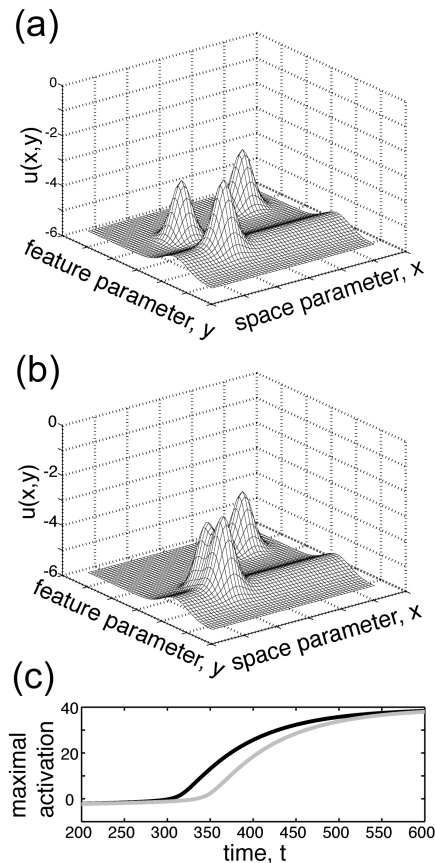 (a)
0
-2
-4
-6
u(x,y)
feature parameter, y
space parameter, x
(b)
0
-2
-4
-6
u(x,y)
feature parameter, y
space parameter, x
(c)
40
20
0
maximal
activation
200 250 300 350 400 450 500 550 600
time, t